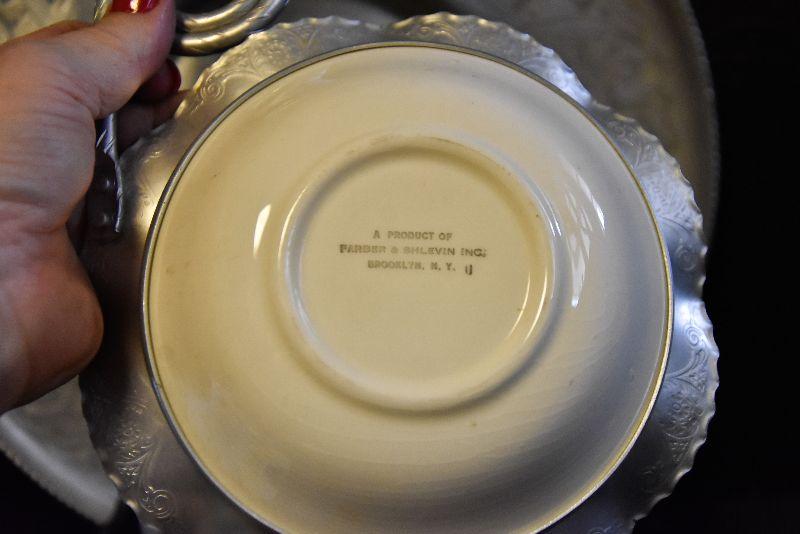 A PRODUCT OF
FARBER & SHLEVIN INC.
BROOKLYN, N. Y.